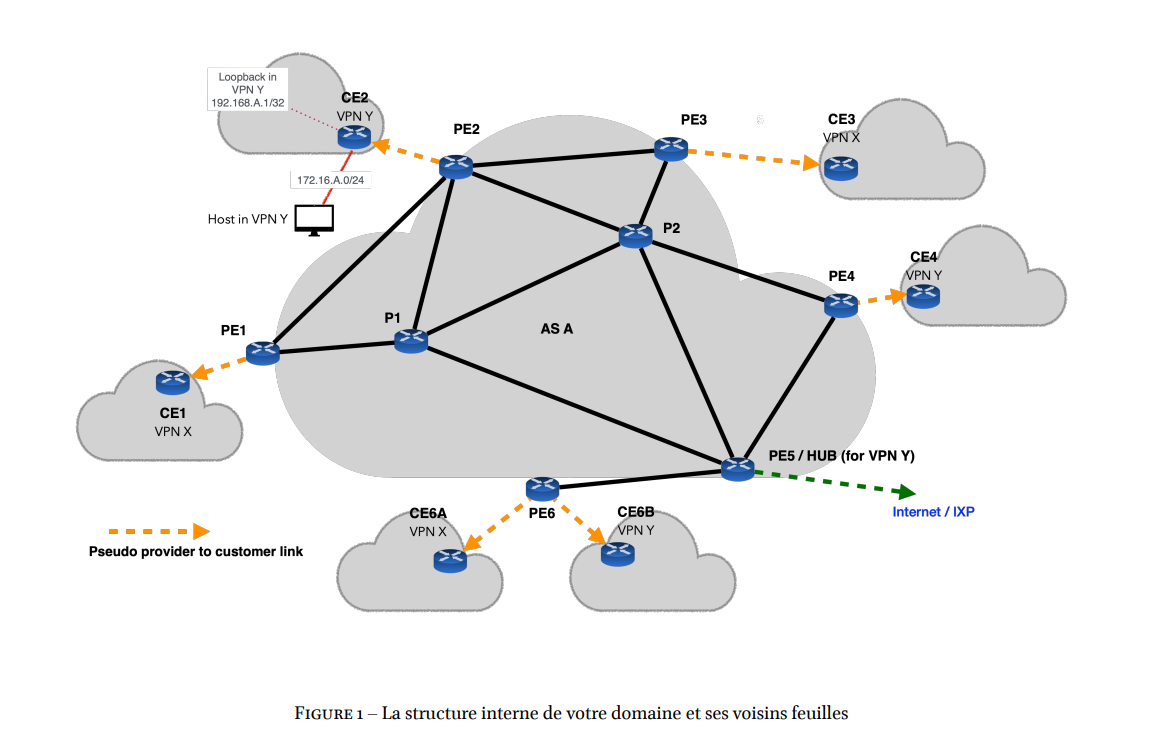 Loopback in
VPN Y
192.168.A.1/32
CE2
VPN Y
172.16.A.0/24
Host in VPN Y
PE2
PE3
CE3
VPN X
P2
CE4
VPN Y
PE4
P1
AS A
PE1
CE1
VPN X
PE5 / HUB (for VPN Y)
Internet / IXP
PE6
CE6A
VPN X
CE6B
VPN Y
Pseudo provider to customer link
FIGURE 1 – La structure interne de votre domaine et ses voisins feuilles